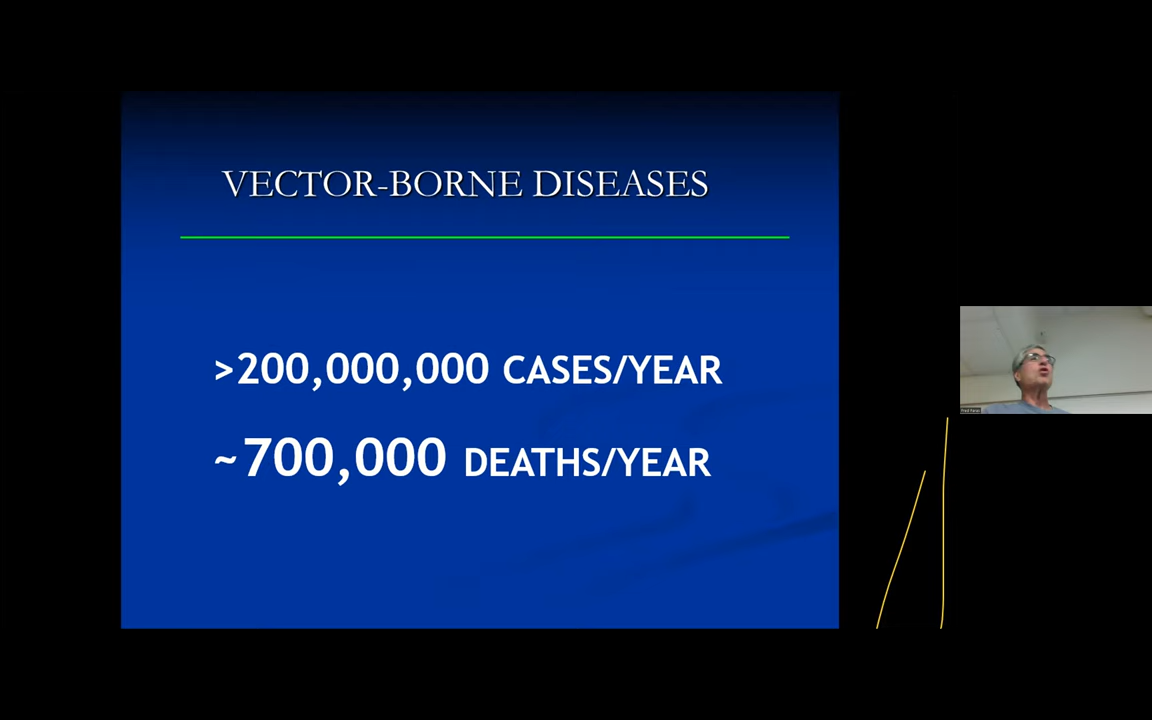 VECTOR-BORNE DISEASES
>200,000,000 CASES/YEAR
~700,000 DEATHS/YEAR